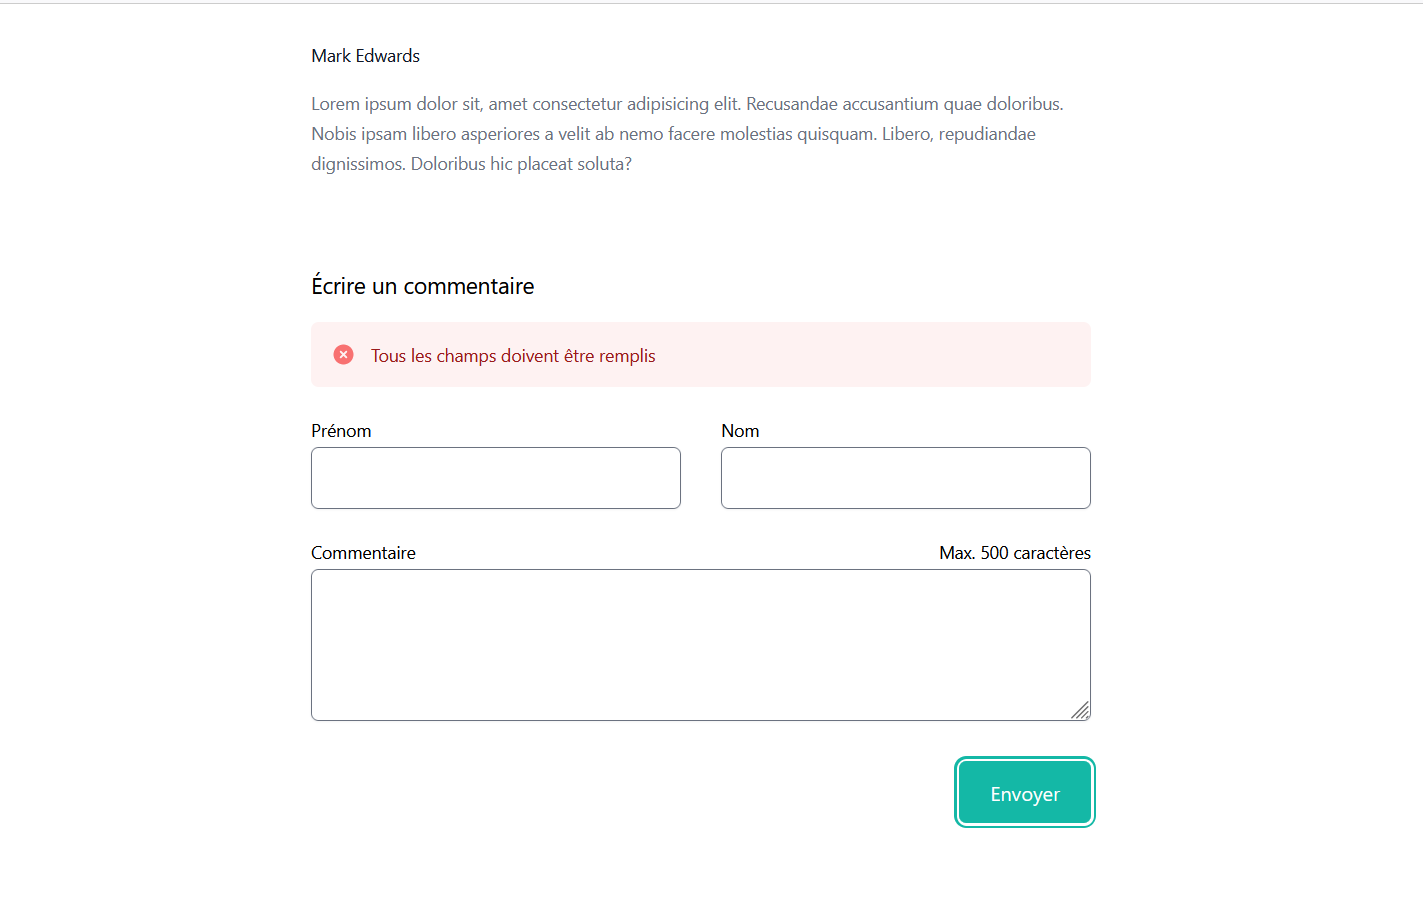 Mark Edwards
Lorem ipsum dolor sit, amet consectetur adipisicing elit. Recusandae accusantium quae doloribus.
Nobis ipsam libero asperiores a velit ab nemo facere molestias quisquam. Libero, repudiandae
dignissimos. Doloribus hic placeat soluta?
Écrire un commentaire
Tous les champs doivent être remplis
Prénom
Nom
Commentaire
Max. 500 caractères
Envoyer